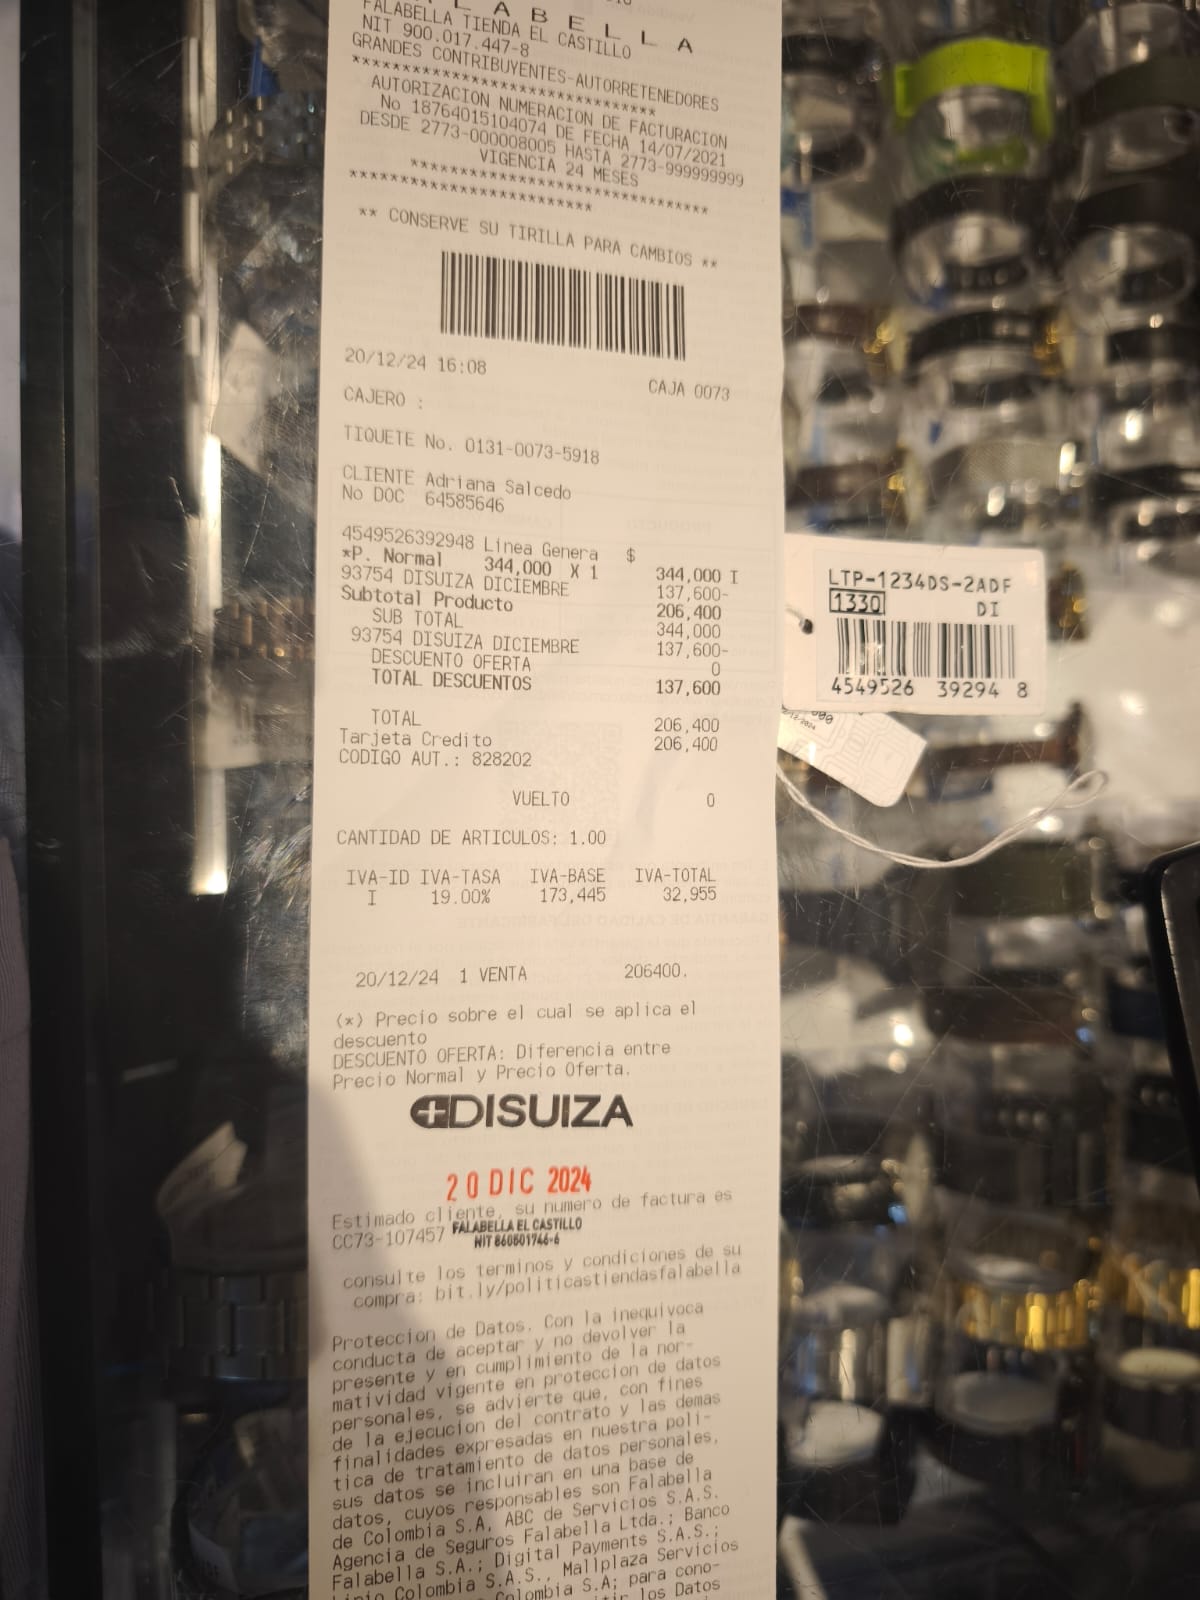 FALABELLA
FALABELLA TIENDA EL CASTILLO
NIT 900.017.447-8
GRANDES CONTRIBUYENTES-AUTORRETENEDORES
********************************
AUTORIZACION NUMERACION DE FACTURACION
No 18764015104074 DE FECHA 14/07/2021
DESDE 2773-000008005 HASTA 2773-999999999
VIGENCIA 24 MESES
********************************
************************
** CONSERVE SU TIRILLA PARA CAMBIOS **
20/12/24 16:08 CAJA 0073
CAJERO :
TIQUETE No. 0131-0073-5918
CLIENTE Adriana Salcedo
No DOC 64585646
4549526392948 Linea Genera $
*P. Normal 344,000 X 1 344,000 I
93754 DISUIZA DICIEMBRE 137,600-
Subtotal Producto 206,400
SUB TOTAL 344,000
93754 DISUIZA DICIEMBRE 137,600-
DESCUENTO OFERTA 0
TOTAL DESCUENTOS 137,600
TOTAL 206,400
Tarjeta Credito 206,400
CODIGO AUT.: 828202
VUELTO 0
CANTIDAD DE ARTICULOS: 1.00
IVA-ID IVA-TASA IVA-BASE IVA-TOTAL
I 19.00% 173,445 32,955
20/12/24 1 VENTA 206400.
(*) Precio sobre el cual se aplica el
descuento
DESCUENTO OFERTA: Diferencia entre
Precio Normal y Precio Oferta.
DISUIZA
20 DIC 2024
Estimado cliente, su numero de factura es
CC73-107457
FALABELLA EL CASTILLO
NIT 860501746-6
consulte los terminos y condiciones de su
compra: bit.ly/politicastiendasfalabella
Proteccion de Datos. Con la inequivoca
conducta de aceptar y no devolver la
presente y en cumplimiento de la nor-
matividad vigente en proteccion de datos
personales, se advierte que, con fines
de la ejecucion del contrato y las demas
finalidades expresadas en nuestra poli-
tica de tratamiento de datos personales,
sus datos se incluiran en una base de
datos, cuyos responsables son Falabella
de Colombia S.A, ABC de Servicios S.A.S.
Agencia de Seguros Falabella Ltda.; Banco
Falabella S.A.; Digital Payments S.A.S.;
Colombia S.A.S., Mallplaza Servicios
Colombia S.A; para cono-
los Datos
LTP-1234DS-2ADF
1330 DI
4549526 39294 8